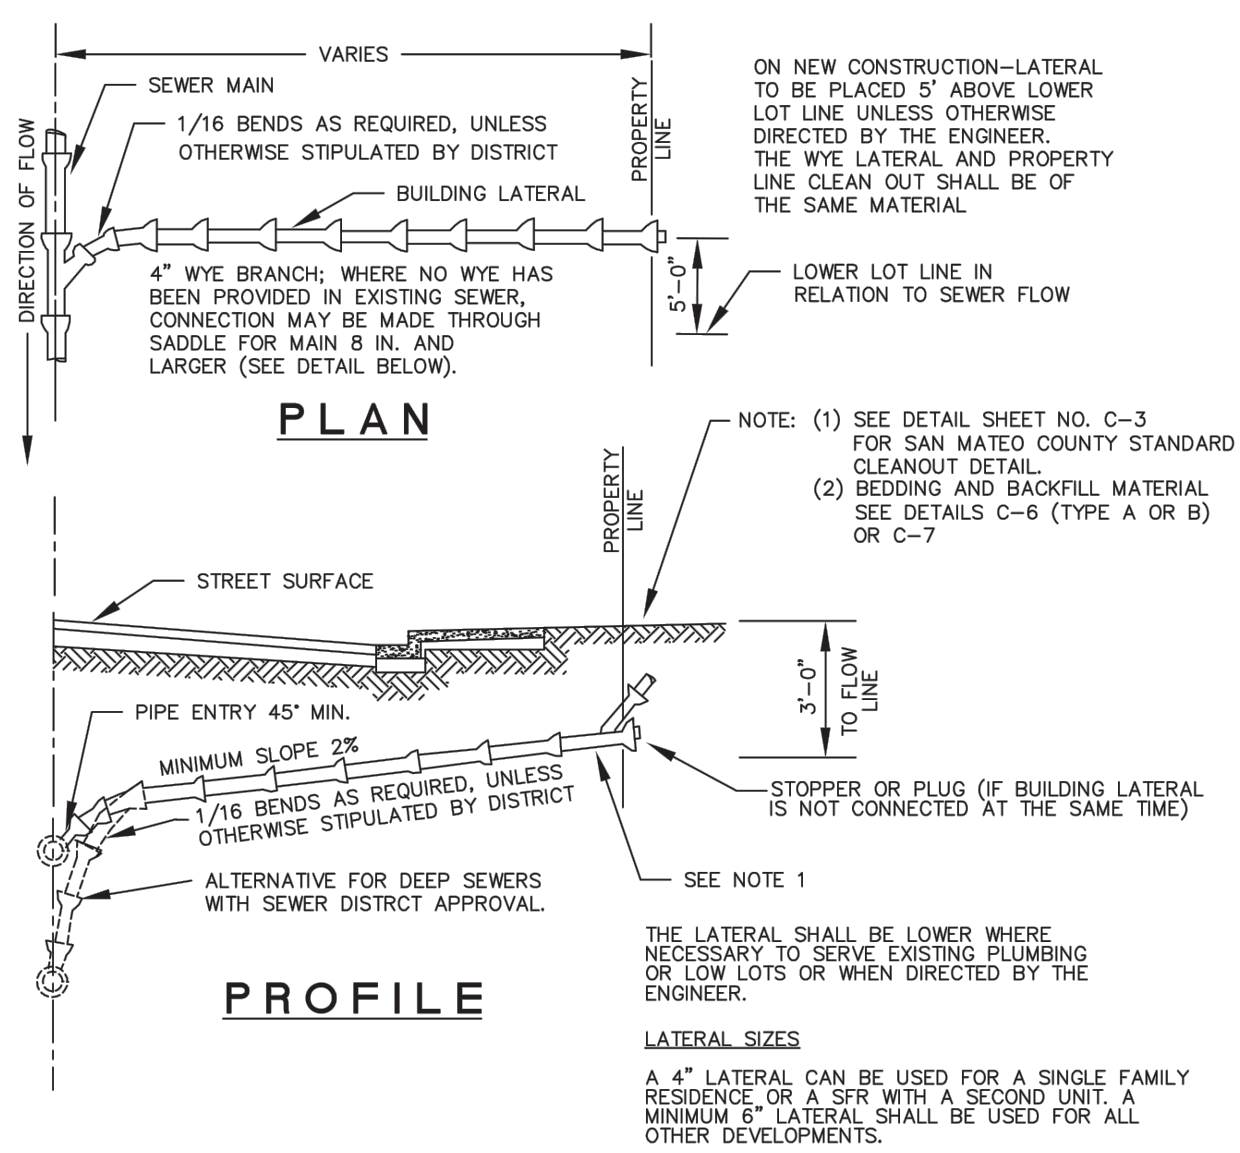 VARIES
SEWER MAIN
1/16 BENDS AS REQUIRED, UNLESS
OTHERWISE STIPULATED BY DISTRICT
BUILDING LATERAL
DIRECTION OF FLOW
PROPERTY
LINE
ON NEW CONSTRUCTION-LATERAL
TO BE PLACED 5' ABOVE LOWER
LOT LINE UNLESS OTHERWISE
DIRECTED BY THE ENGINEER.
THE WYE LATERAL AND PROPERTY
LINE CLEAN OUT SHALL BE OF
THE SAME MATERIAL
4" WYE BRANCH; WHERE NO WYE HAS
BEEN PROVIDED IN EXISTING SEWER,
CONNECTION MAY BE MADE THROUGH
SADDLE FOR MAIN 8 IN. AND
LARGER (SEE DETAIL BELOW).
5'-0"
LOWER LOT LINE IN
RELATION TO SEWER FLOW
PLAN
NOTE: (1) SEE DETAIL SHEET NO. C-3
FOR SAN MATEO COUNTY STANDARD
CLEANOUT DETAIL.
(2) BEDDING AND BACKFILL MATERIAL
SEE DETAILS C-6 (TYPE A OR B)
OR C-7
PROPERTY
LINE
STREET SURFACE
3'-0"
TO FLOW
LINE
PIPE ENTRY 45° MIN.
MINIMUM SLOPE 2%
1/16 BENDS AS REQUIRED, UNLESS
OTHERWISE STIPULATED BY DISTRICT
STOPPER OR PLUG (IF BUILDING LATERAL
IS NOT CONNECTED AT THE SAME TIME)
SEE NOTE 1
ALTERNATIVE FOR DEEP SEWERS
WITH SEWER DISTRCT APPROVAL.
PROFILE
THE LATERAL SHALL BE LOWER WHERE
NECESSARY TO SERVE EXISTING PLUMBING
OR LOW LOTS OR WHEN DIRECTED BY THE
ENGINEER.
LATERAL SIZES
A 4" LATERAL CAN BE USED FOR A SINGLE FAMILY
RESIDENCE OR A SFR WITH A SECOND UNIT. A
MINIMUM 6" LATERAL SHALL BE USED FOR ALL
OTHER DEVELOPMENTS.